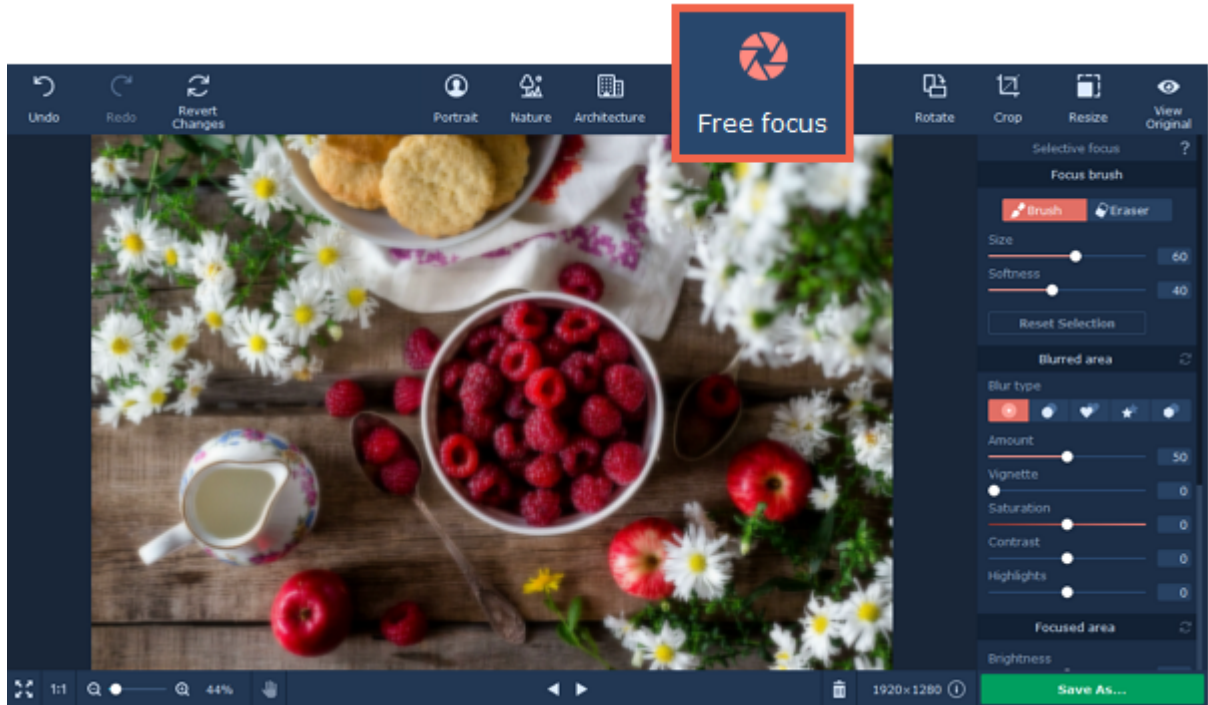 Free focus
Undo
Redo
Revert
Changes
Portrait
Nature
Architecture
Rotate
Crop
Resize
View
Original
Selective focus ?
Focus brush
Brush Eraser
Size
60
Softness
40
Reset Selection
Blurred area
Blur type
Amount
50
Vignette
0
Saturation
0
Contrast
0
Highlights
0
Focused area
Brightness
1:1
44%
1920×1280
Save As...